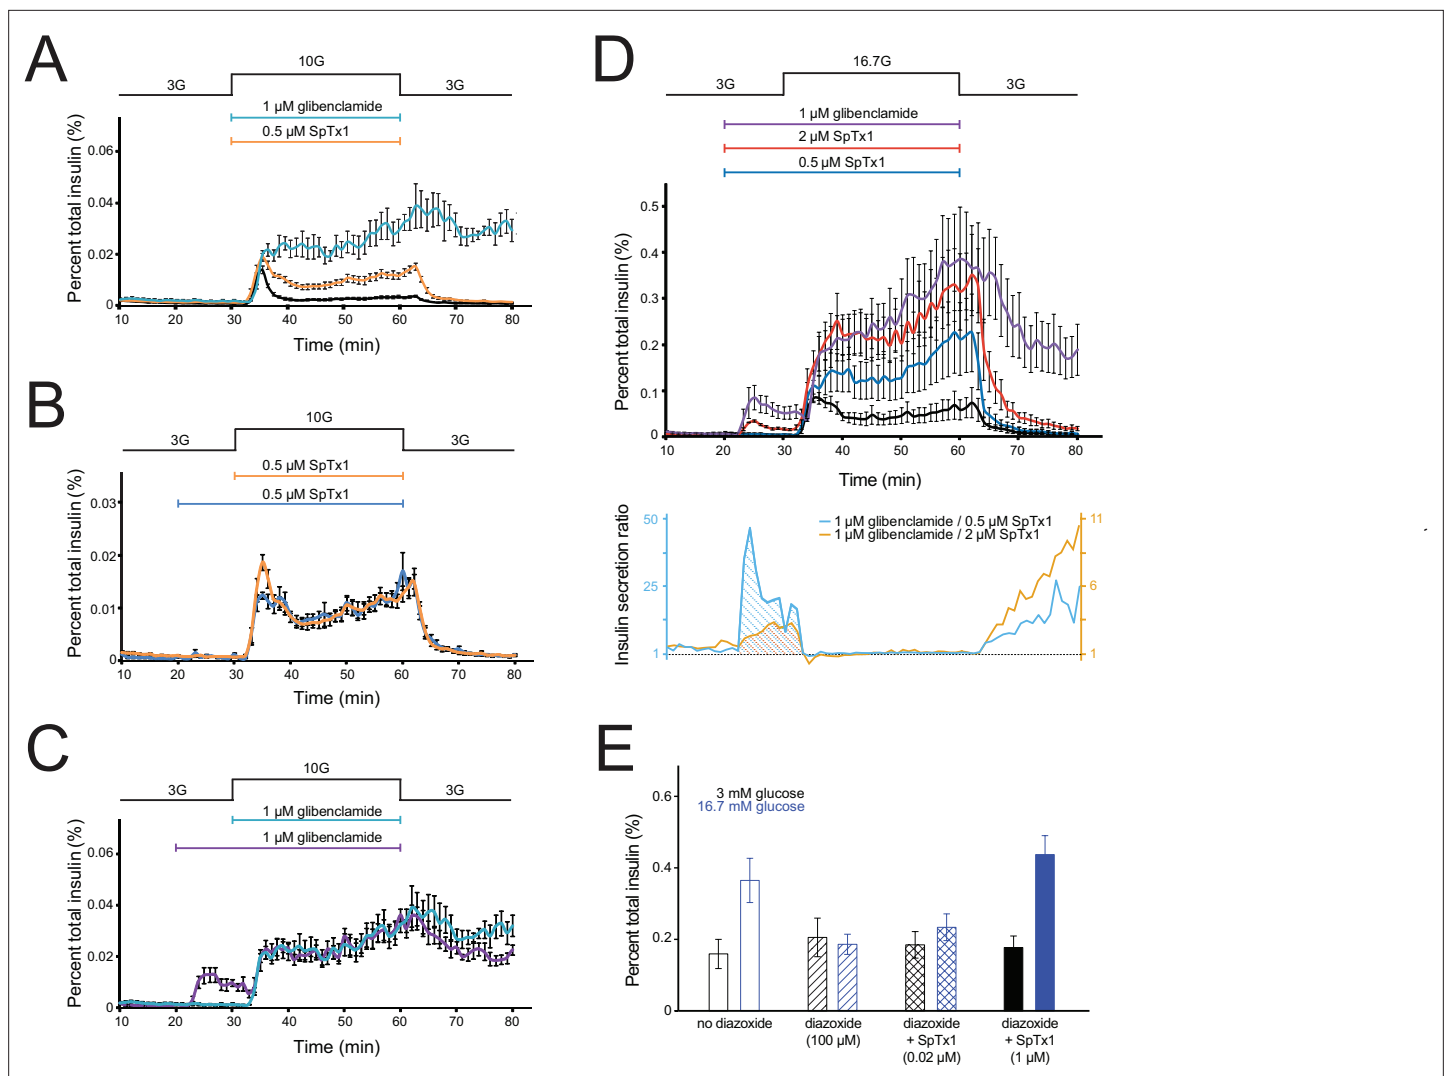 A
10G
3G
3G
1 µM glibenclamide
0.5 µM SpTx1
Percent total insulin (%)
0.06
0.04
0.02
0
10 20 30 40 50 60 70 80
Time (min)
B
10G
3G
3G
0.5 µM SpTx1
0.5 µM SpTx1
Percent total insulin (%)
0.03
0.02
0.01
0
10 20 30 40 50 60 70 80
Time (min)
C
10G
3G
3G
1 µM glibenclamide
1 µM glibenclamide
Percent total insulin (%)
0.06
0.04
0.02
0
10 20 30 40 50 60 70 80
Time (min)
D
16.7G
3G
3G
1 µM glibenclamide
2 µM SpTx1
0.5 µM SpTx1
Percent total insulin (%)
0.5
0.4
0.3
0.2
0.1
0
10 20 30 40 50 60 70 80
Time (min)
Insulin secretion ratio
50
25
1
1 µM glibenclamide / 0.5 µM SpTx1
1 µM glibenclamide / 2 µM SpTx1
11
6
1
E
3 mM glucose
16.7 mM glucose
Percent total insulin (%)
0.6
0.4
0.2
0
no diazoxide
diazoxide
(100 µM)
diazoxide
+ SpTx1
(0.02 µM)
diazoxide
+ SpTx1
(1 µM)